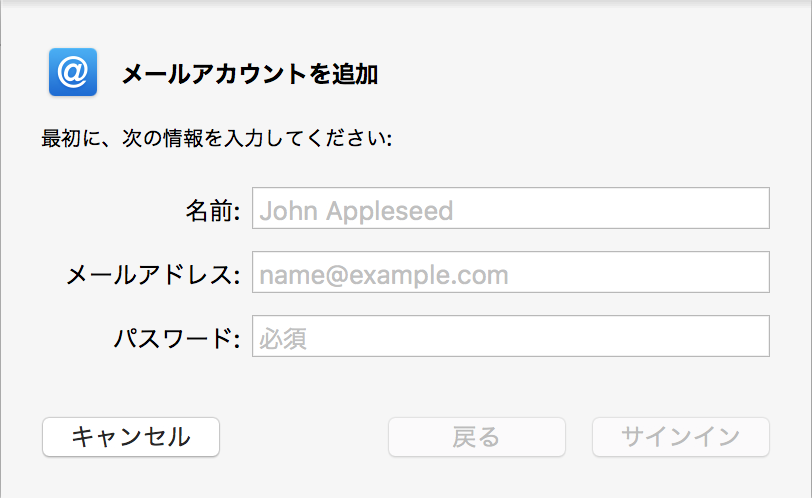 @
メールアカウントを追加
最初に、次の情報を入力してください:
名前: John Appleseed
メールアドレス: name@example.com
パスワード: 必須
キャンセル 戻る サインイン